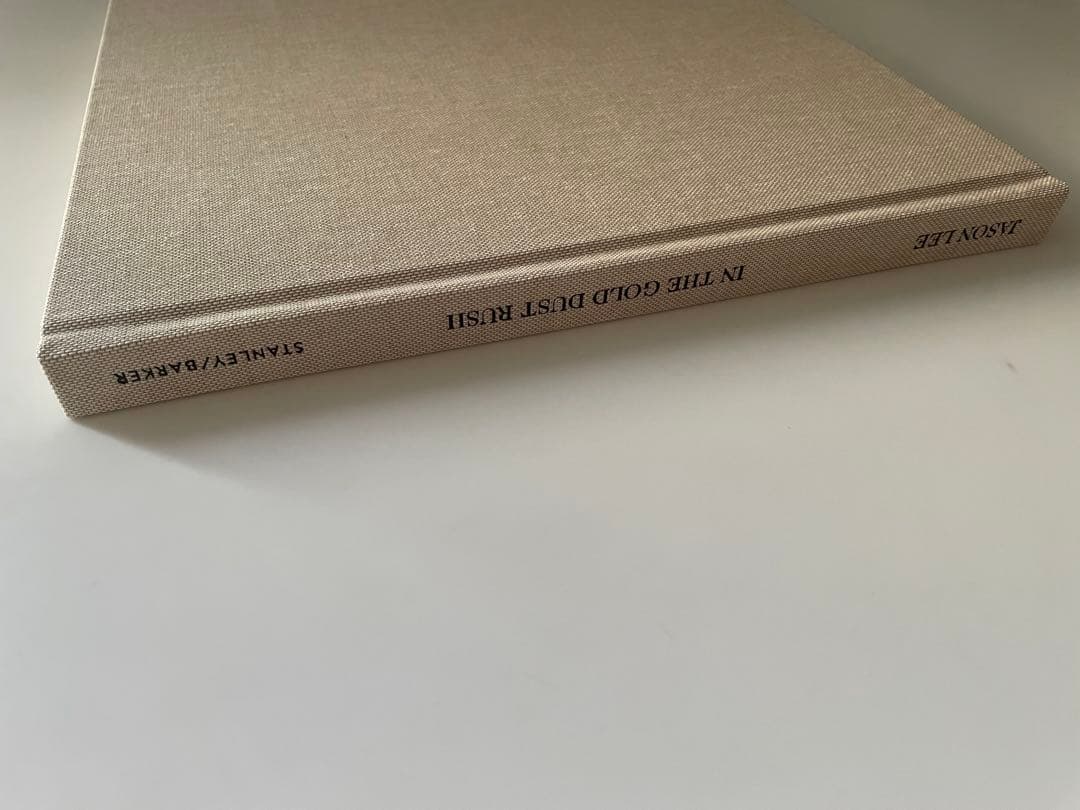 JASON LEE
IN THE GOLD DUST RUSH
STANLEY/BARKER